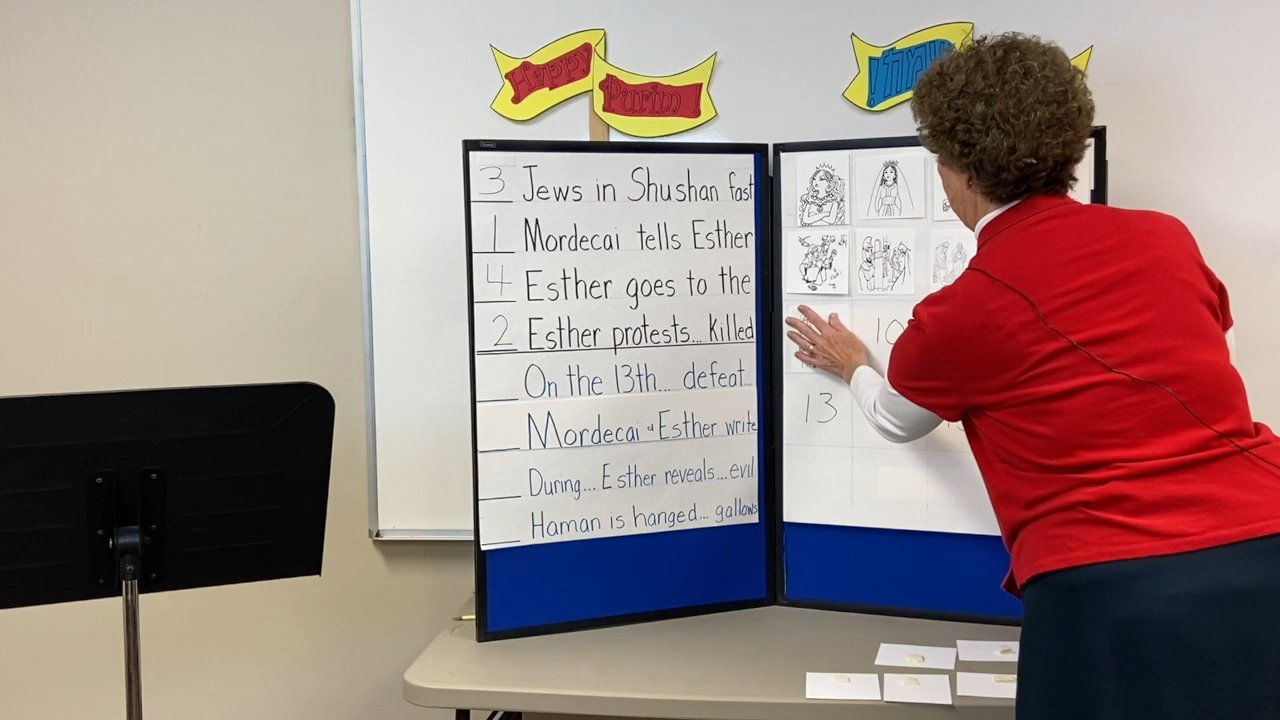 Happy
Purim!
3 Jews in Shushan fast
1 Mordecai tells Esther
4 Esther goes to the
2 Esther protests... killed
On the 13th... defeat...
Mordecai & Esther write
During... Esther reveals...evil
Haman is hanged... gallows
10
13